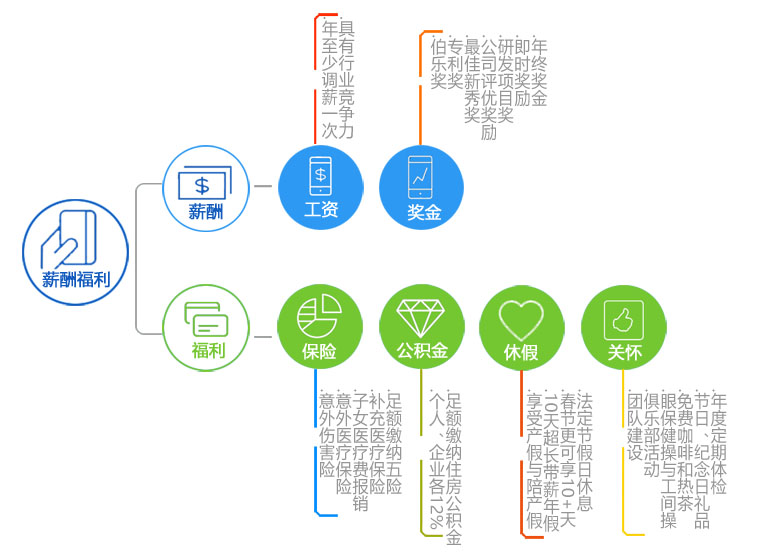 薪酬福利
薪酬
工资
·具有行业竞争力
·年至少调薪一次
奖金
·年终奖金
·即时奖励
·研发项目奖
·公司评优奖励
·最佳新秀奖
·专利奖
·伯乐奖
福利
保险
·足额缴纳五险
·补充医疗保险
·子女医疗费报销
·意外医疗保险
·意外伤害险
公积金
·足额缴纳住房公积金
·个人、企业各12%
休假
·法定节假日休息
·春节更可享10+天
·10天超长带薪年假
·享受产假与陪产假
关怀
·年度定期体检
·节日、纪念日礼品
·免费咖啡和热茶
·眼保健操与工间操
·俱乐部活动
·团队建设